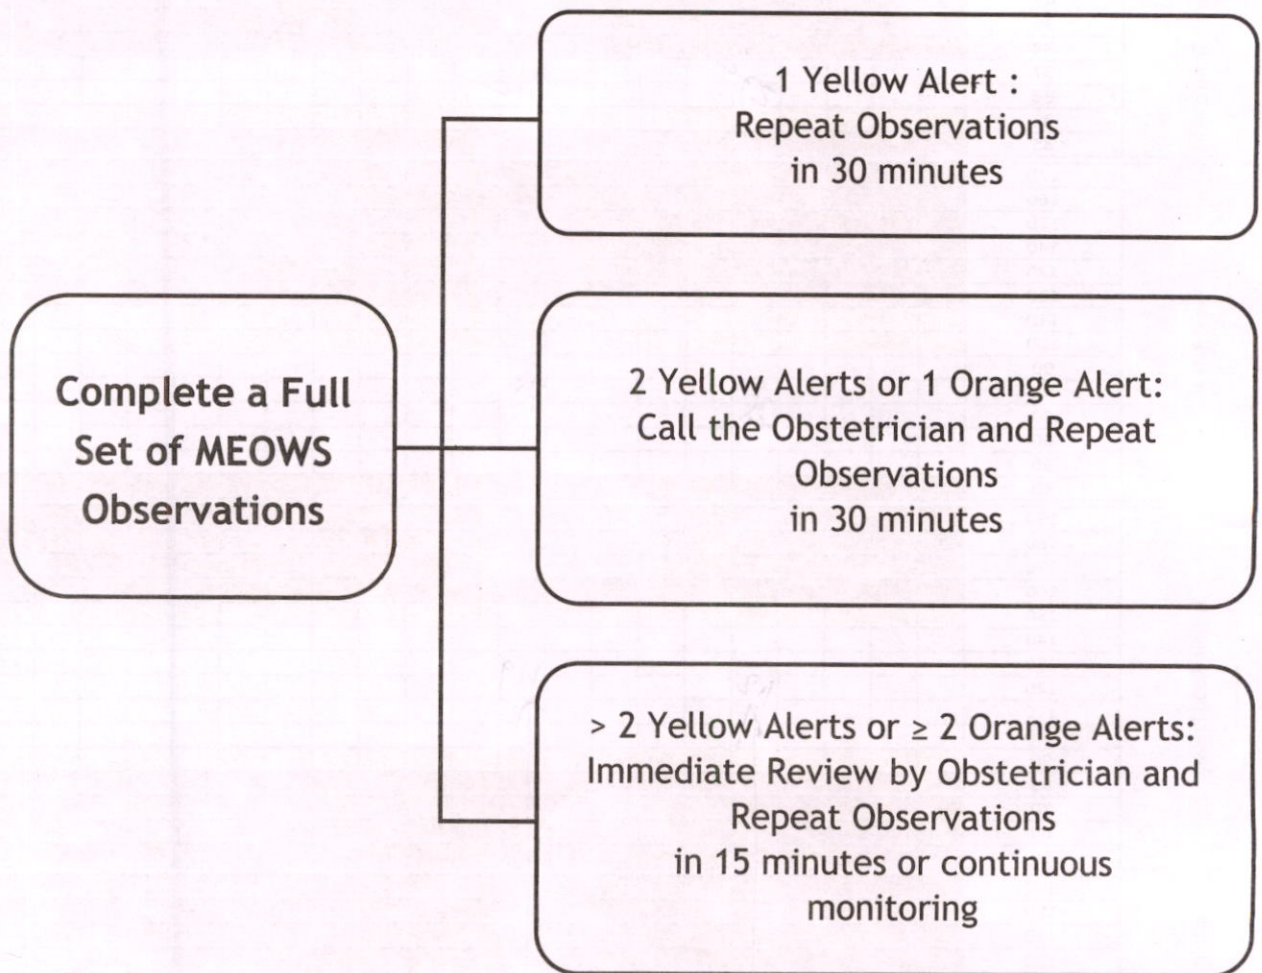 Complete a Full
Set of MEOWS
Observations
1 Yellow Alert :
Repeat Observations
in 30 minutes
2 Yellow Alerts or 1 Orange Alert:
Call the Obstetrician and Repeat
Observations
in 30 minutes
> 2 Yellow Alerts or ≥ 2 Orange Alerts:
Immediate Review by Obstetrician and
Repeat Observations
in 15 minutes or continuous
monitoring